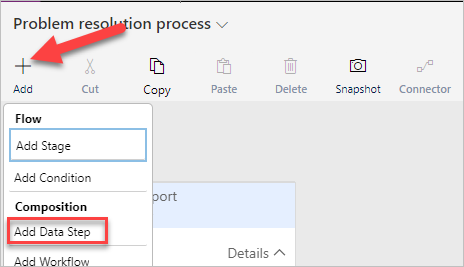 Problem resolution process
Add Cut Copy Paste Delete Snapshot Connector
Flow
Add Stage
Add Condition
Composition
port
Add Data Step
Details
Add Workflow